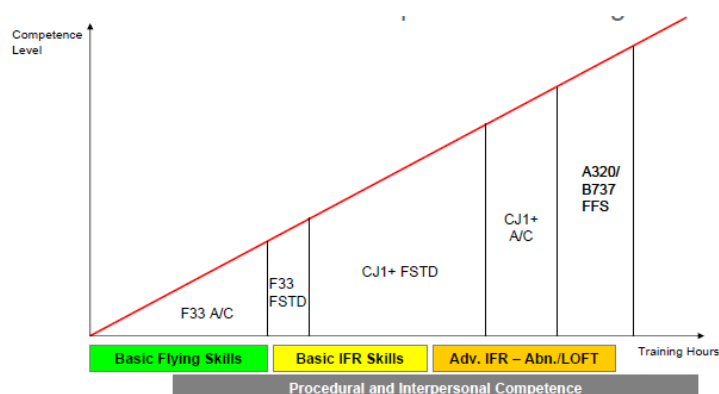 Competence
Level
A320/
B737
FFS
CJ1+
A/C
F33
FSTD
CJ1+ FSTD
F33 A/C
Basic Flying Skills
Basic IFR Skills
Adv. IFR – Abn./LOFT
Training Hours
Procedural and Interpersonal Competence